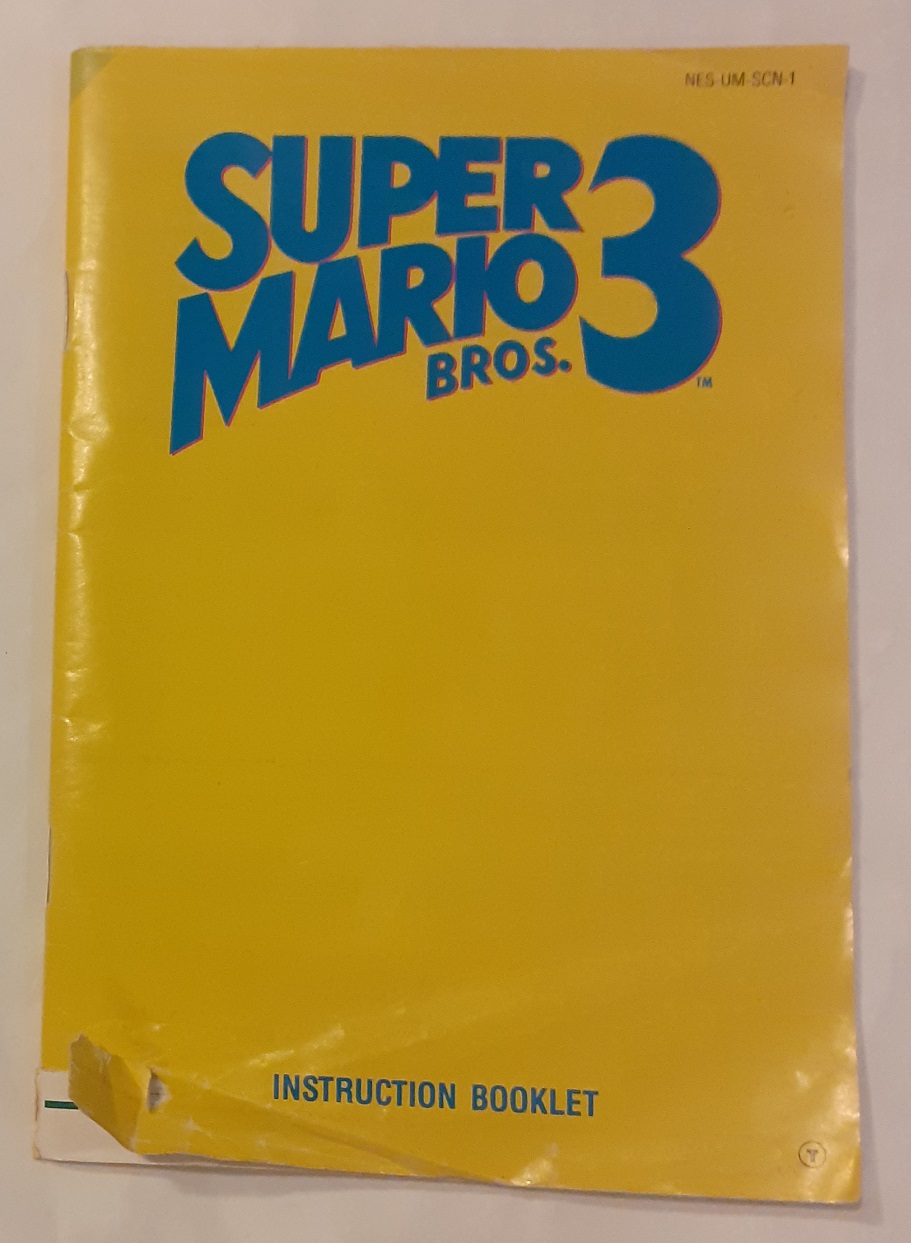 NES-UM-SCN-1
SUPER
MARIO 3
BROS. ™
INSTRUCTION BOOKLET
T